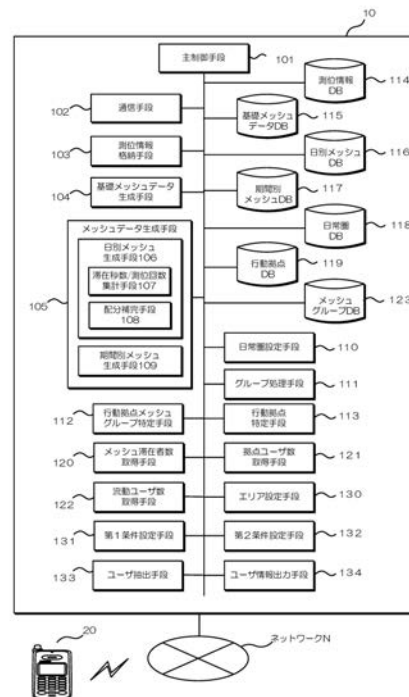 10
主制御手段
101
測位情報
DB
114
通信手段
102
基礎メッシュ
データDB
115
測位情報
格納手段
103
日別メッシュ
DB
116
基礎メッシュデータ
生成手段
104
期間別
メッシュDB
117
メッシュデータ生成手段
日別メッシュ
生成手段106
滞在秒数/測位回数
集計手段107
配分補完手段
108
期間別メッシュ
生成手段109
105
日常圏
DB
118
行動拠点
DB
119
メッシュ
グループDB
123
日常圏設定手段
110
グループ処理手段
111
112
行動拠点メッシュ
グループ特定手段
行動拠点
特定手段
113
メッシュ滞在者数
取得手段
120
拠点ユーザ数
取得手段
121
流動ユーザ数
取得手段
122
エリア設定手段
130
第1条件設定手段
131
第2条件設定手段
132
ユーザ抽出手段
133
ユーザ情報出力手段
134
20
ネットワークN